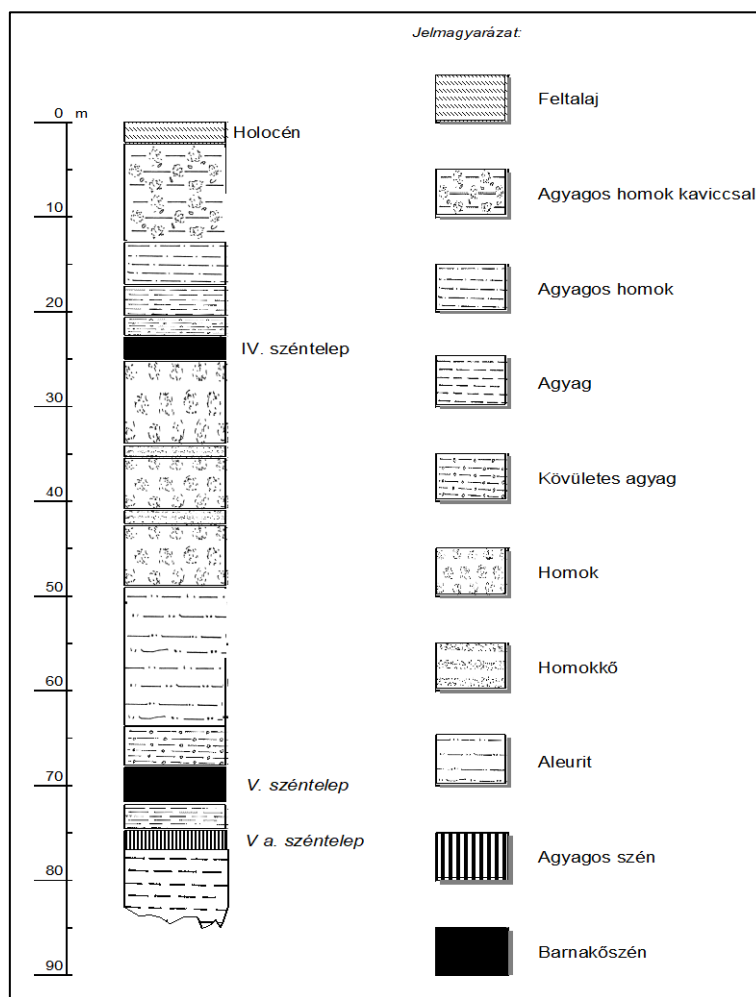 Jelmagyarázat:
0 m
Holocén
10
20
IV. széntelep
30
40
50
60
70
V. széntelep
V a. széntelep
80
90
Feltalaj
Agyagos homok kaviccsal
Agyagos homok
Agyag
Kövületes agyag
Homok
Homokkő
Aleurit
Agyagos szén
Barnakőszén